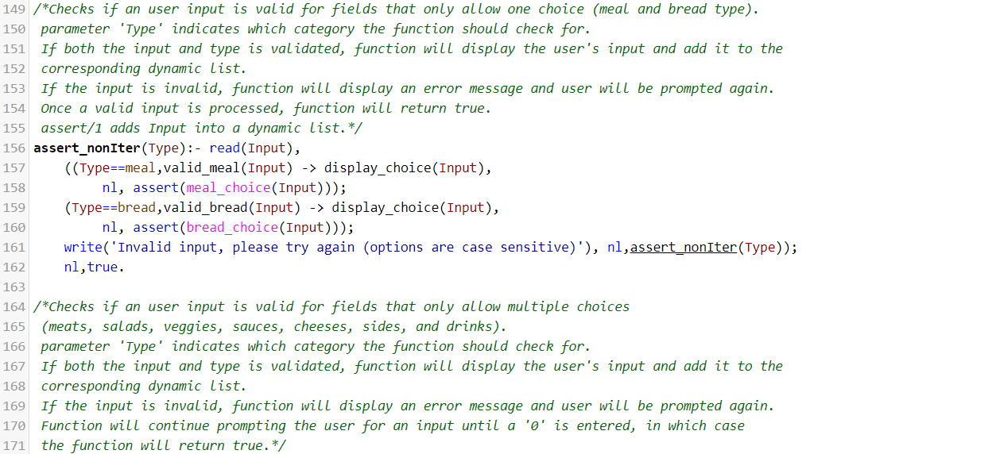 149 /*Checks if an user input is valid for fields that only allow one choice (meal and bread type).
150 parameter 'Type' indicates which category the function should check for.
151 If both the input and type is validated, function will display the user's input and add it to the
152 corresponding dynamic list.
153 If the input is invalid, function will display an error message and user will be prompted again.
154 Once a valid input is processed, function will return true.
155 assert/1 adds Input into a dynamic list.*/
156 assert_nonIter(Type):- read(Input),
157 ((Type==meal,valid_meal(Input) -> display_choice(Input),
158 nl, assert(meal_choice(Input)));
159 (Type==bread,valid_bread(Input) -> display_choice(Input),
160 nl, assert(bread_choice(Input)));
161 write('Invalid input, please try again (options are case sensitive)'), nl,assert_nonIter(Type));
162 nl,true.
163
164 /*Checks if an user input is valid for fields that only allow multiple choices
165 (meats, salads, veggies, sauces, cheeses, sides, and drinks).
166 parameter 'Type' indicates which category the function should check for.
167 If both the input and type is validated, function will display the user's input and add it to the
168 corresponding dynamic list.
169 If the input is invalid, function will display an error message and user will be prompted again.
170 Function will continue prompting the user for an input until a '0' is entered, in which case
171 the function will return true.*/